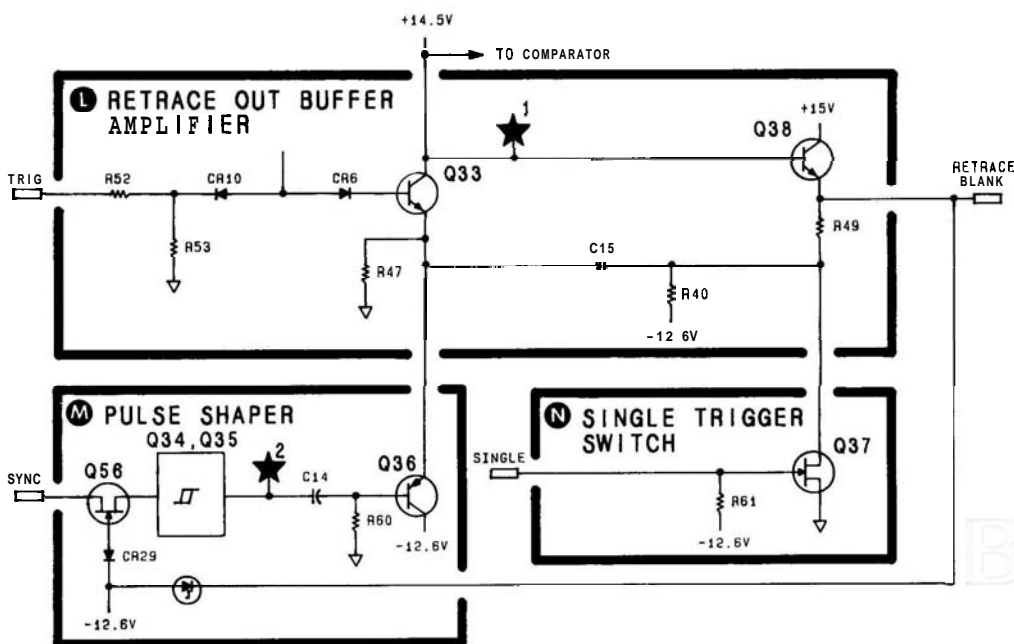 +14.5V
TO COMPARATOR
L RETRACE OUT BUFFER
AMPLIFIER
1
+15V
Q38
Q33
TRIG
R52
CR10
CR6
RETRACE
BLANK
R49
R53
C15
R47
R40
-12 6V
M PULSE SHAPER
Q34,Q35
2
N SINGLE TRIGGER
SWITCH
Q56
C14
Q36
SINGLE
Q37
SYNC
R60
R61
-12.6V
-12.6V
CR29
-12.6V
B